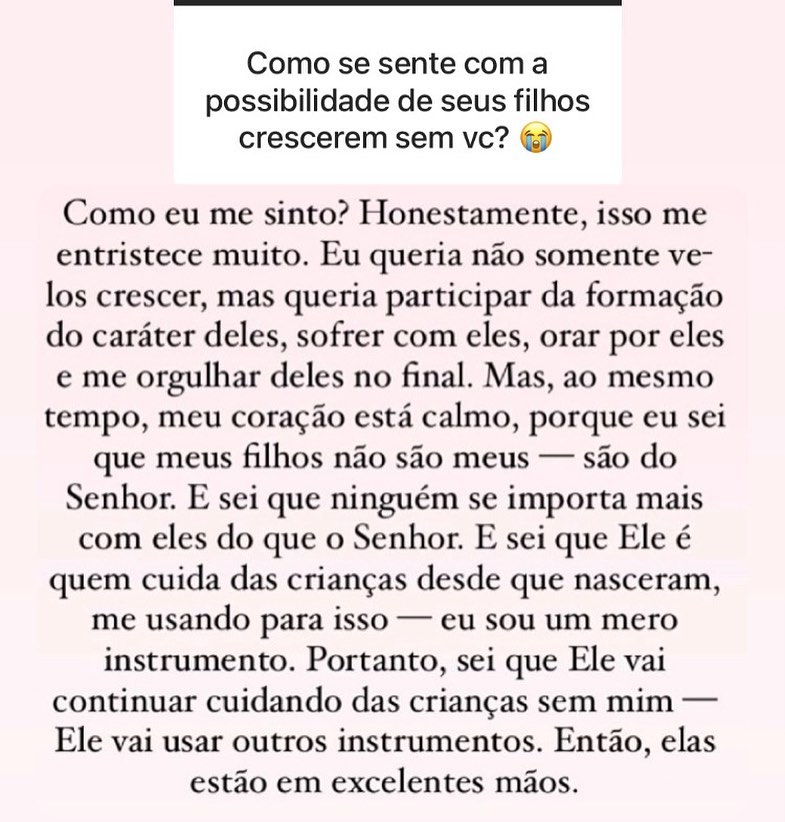 Como se sente com a
possibilidade de seus filhos
crescerem sem vc? 😭
Como eu me sinto? Honestamente, isso me
entristece muito. Eu queria não somente ve-
los crescer, mas queria participar da formação
do caráter deles, sofrer com eles, orar por eles
e me orgulhar deles no final. Mas, ao mesmo
tempo, meu coração está calmo, porque eu sei
que meus filhos não são meus — são do
Senhor. E sei que ninguém se importa mais
com eles do que o Senhor. E sei que Ele é
quem cuida das crianças desde que nasceram,
me usando para isso — eu sou um mero
instrumento. Portanto, sei que Ele vai
continuar cuidando das crianças sem mim —
Ele vai usar outros instrumentos. Então, elas
estão em excelentes mãos.